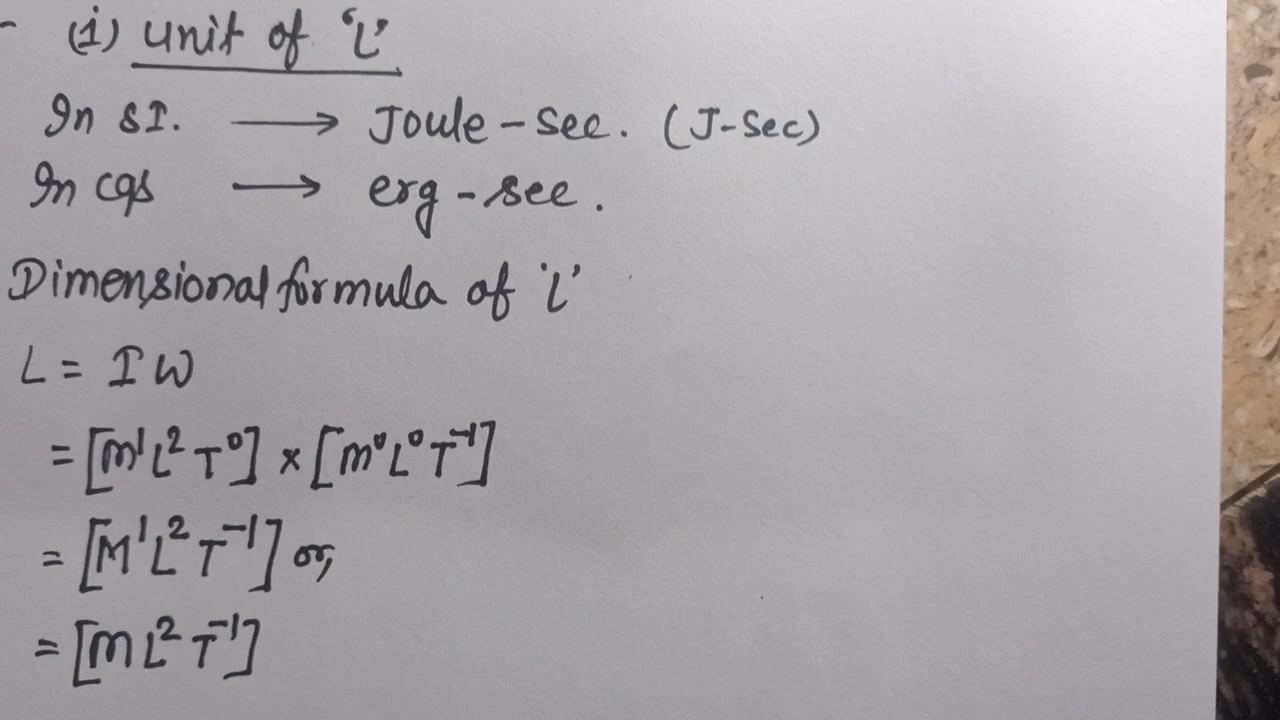 - (i) unit of 'L'
In SI. → Joule-Sec. (J-Sec)
In cgs → erg-sec.
Dimensional formula of 'L'
L = I W
= [M¹L²T⁰] × [M⁰L⁰T⁻¹]
= [M¹L²T⁻¹] or,
= [ML²T⁻¹]